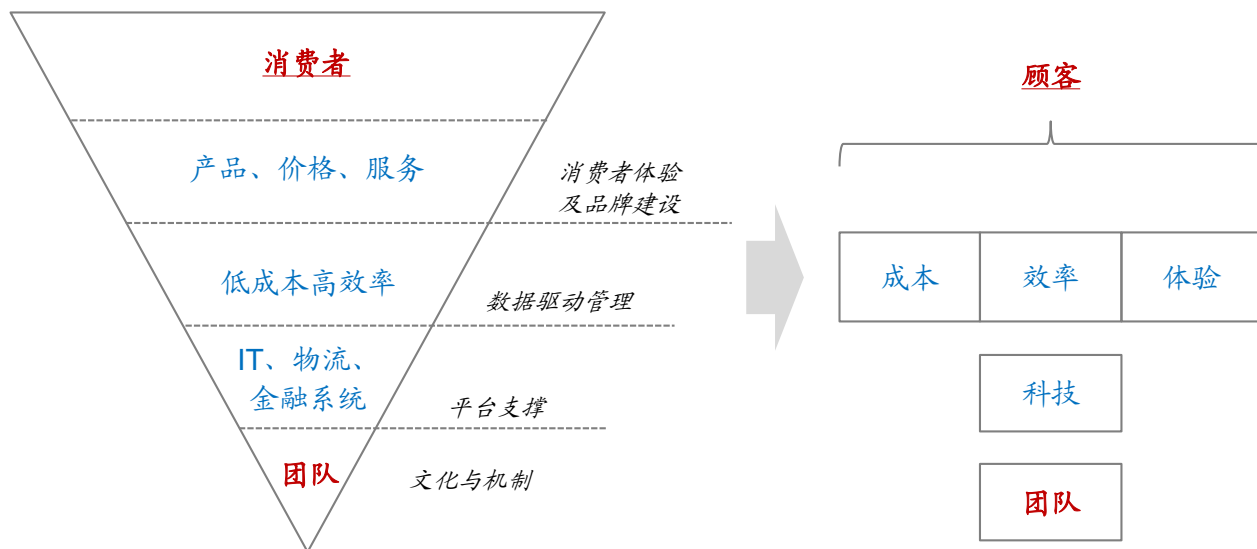 消费者
产品、价格、服务
消费者体验
及品牌建设
低成本高效率
数据驱动管理
IT、物流、
金融系统
平台支撑
团队
文化与机制
顾客
成本
效率
体验
科技
团队